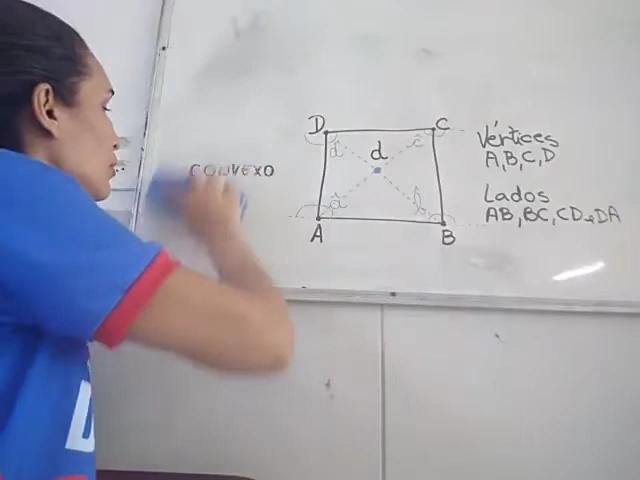 CONVEXO
D
C
d̂
ĉ
d
â
b̂
A
B
Vértices
A,B,C,D
Lados
AB, BC, CD e DA